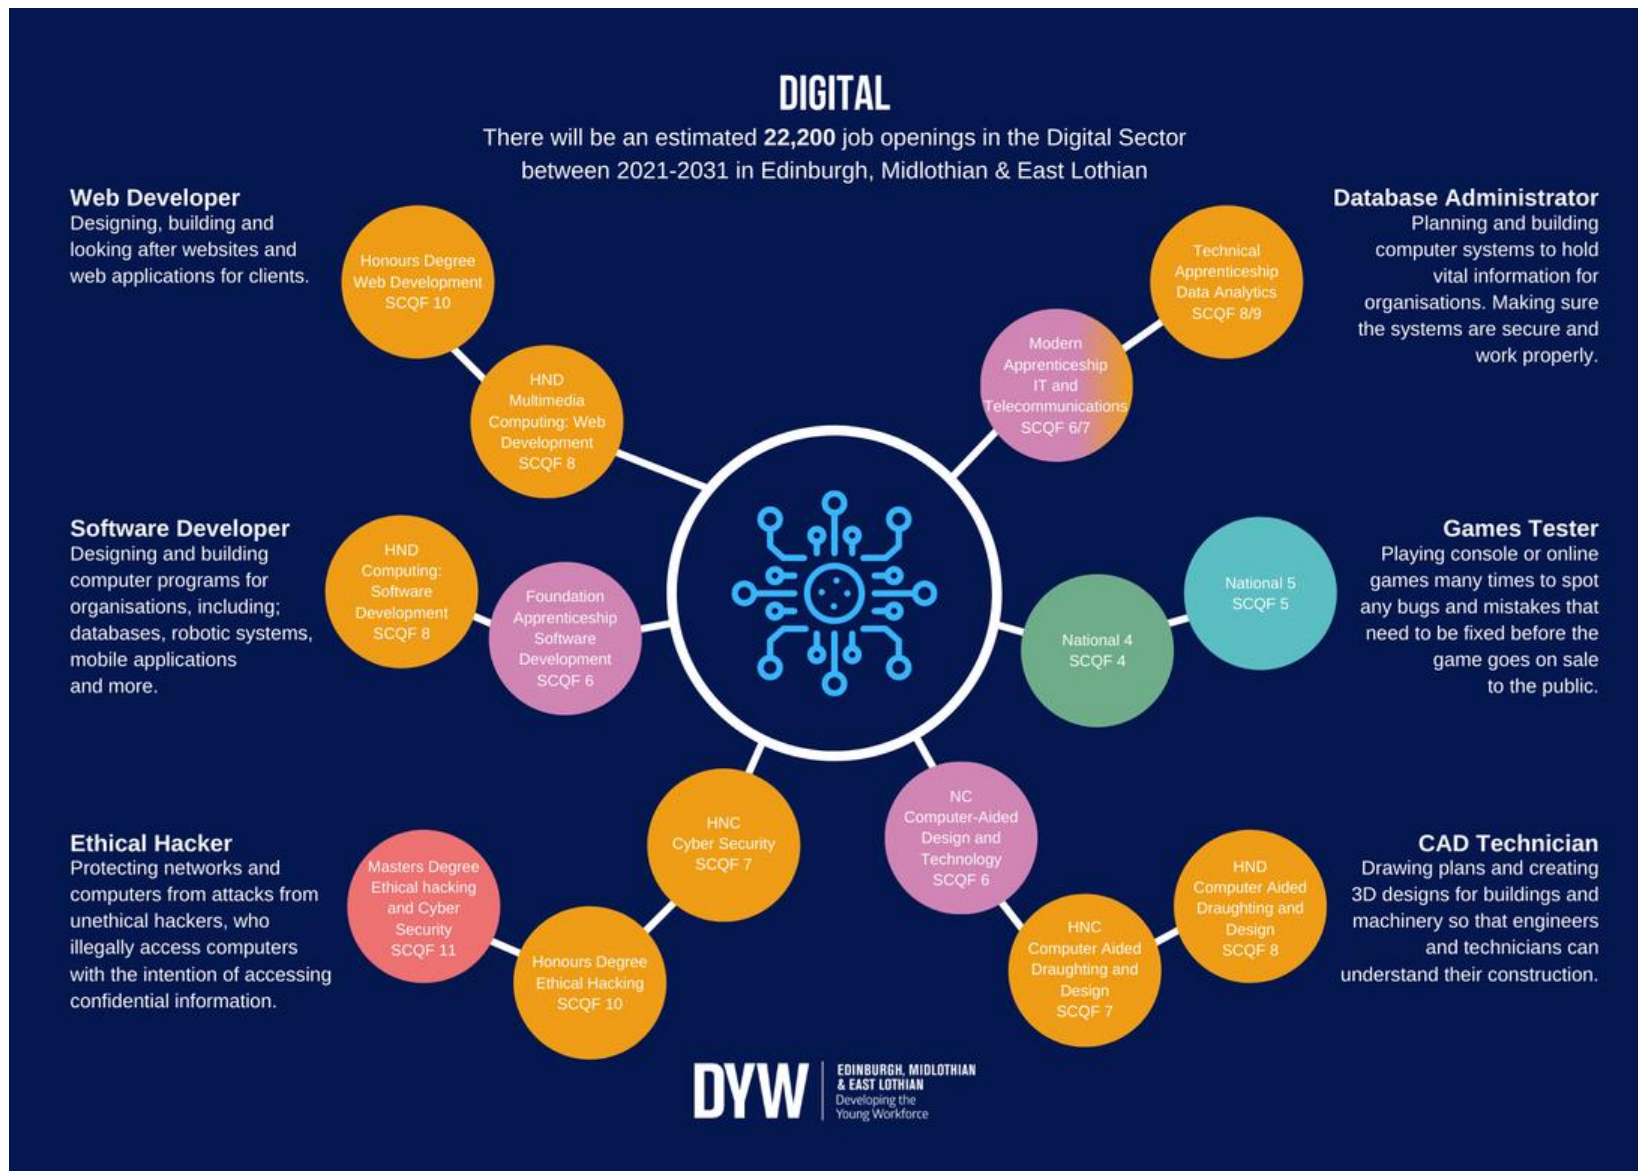 DIGITAL
There will be an estimated 22,200 job openings in the Digital Sector
between 2021-2031 in Edinburgh, Midlothian & East Lothian
Web Developer
Designing, building and
looking after websites and
web applications for clients.
Honours Degree
Web Development
SCQF 10
HND
Multimedia
Computing: Web
Development
SCQF 8
Database Administrator
Planning and building
computer systems to hold
vital information for
organisations. Making sure
the systems are secure and
work properly.
Technical
Apprenticeship
Data Analytics
SCQF 8/9
Modern
Apprenticeship
IT and
Telecommunications
SCQF 6/7
Software Developer
Designing and building
computer programs for
organisations, including;
databases, robotic systems,
mobile applications
and more.
HND
Computing:
Software
Development
SCQF 8
Foundation
Apprenticeship
Software
Development
SCQF 6
Games Tester
Playing console or online
games many times to spot
any bugs and mistakes that
need to be fixed before the
game goes on sale
to the public.
National 5
SCQF 5
National 4
SCQF 4
Ethical Hacker
Protecting networks and
computers from attacks from
unethical hackers, who
illegally access computers
with the intention of accessing
confidential information.
Masters Degree
Ethical hacking
and Cyber
Security
SCQF 11
Honours Degree
Ethical Hacking
SCQF 10
HNC
Cyber Security
SCQF 7
NC
Computer-Aided
Design and
Technology
SCQF 6
HNC
Computer Aided
Draughting and
Design
SCQF 7
HND
Computer Aided
Draughting and
Design
SCQF 8
CAD Technician
Drawing plans and creating
3D designs for buildings and
machinery so that engineers
and technicians can
understand their construction.
DYW
EDINBURGH, MIDLOTHIAN
& EAST LOTHIAN
Developing the
Young Workforce